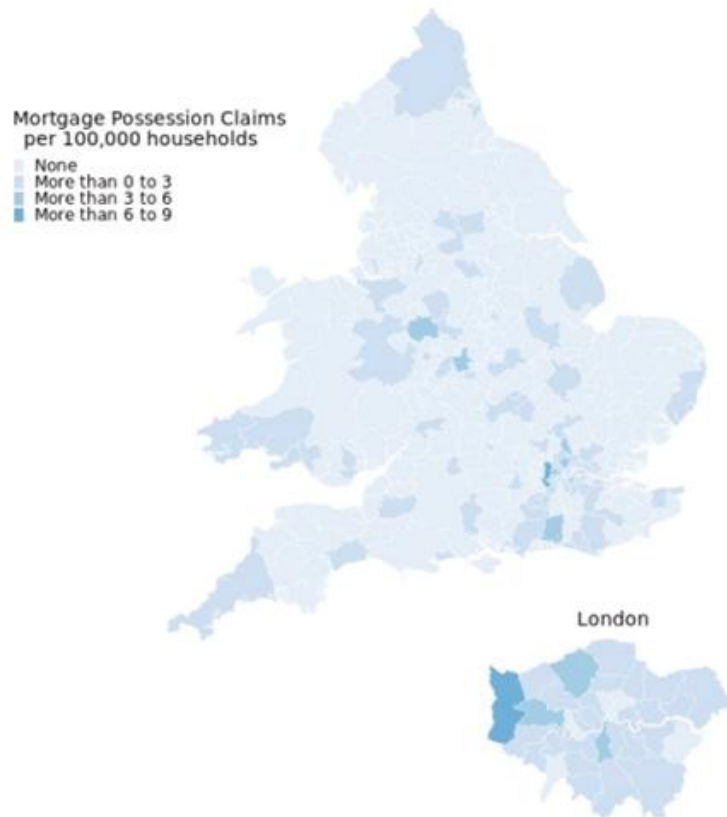 Mortgage Possession Claims
per 100,000 households
None
More than 0 to 3
More than 3 to 6
More than 6 to 9
London